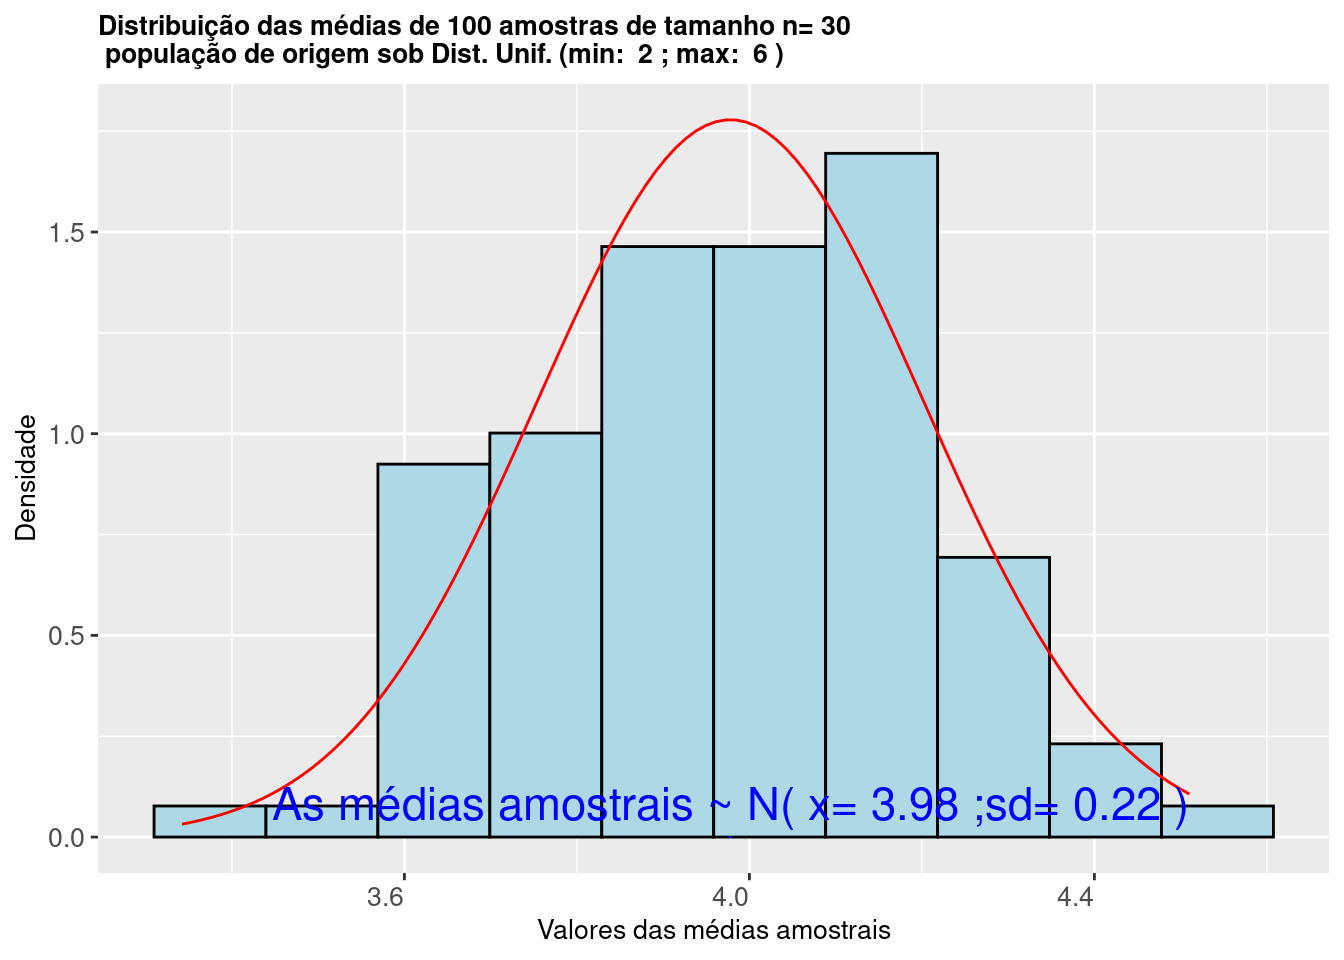 Distribuição das médias de 100 amostras de tamanho n= 30
população de origem sob Dist. Unif. (min:  2 ; max:  6 )
Densidade
1.5
1.0
0.5
0.0
As médias amostrais ~ N( x= 3.98 ;sd= 0.22 )
3.6 4.0 4.4
Valores das médias amostrais